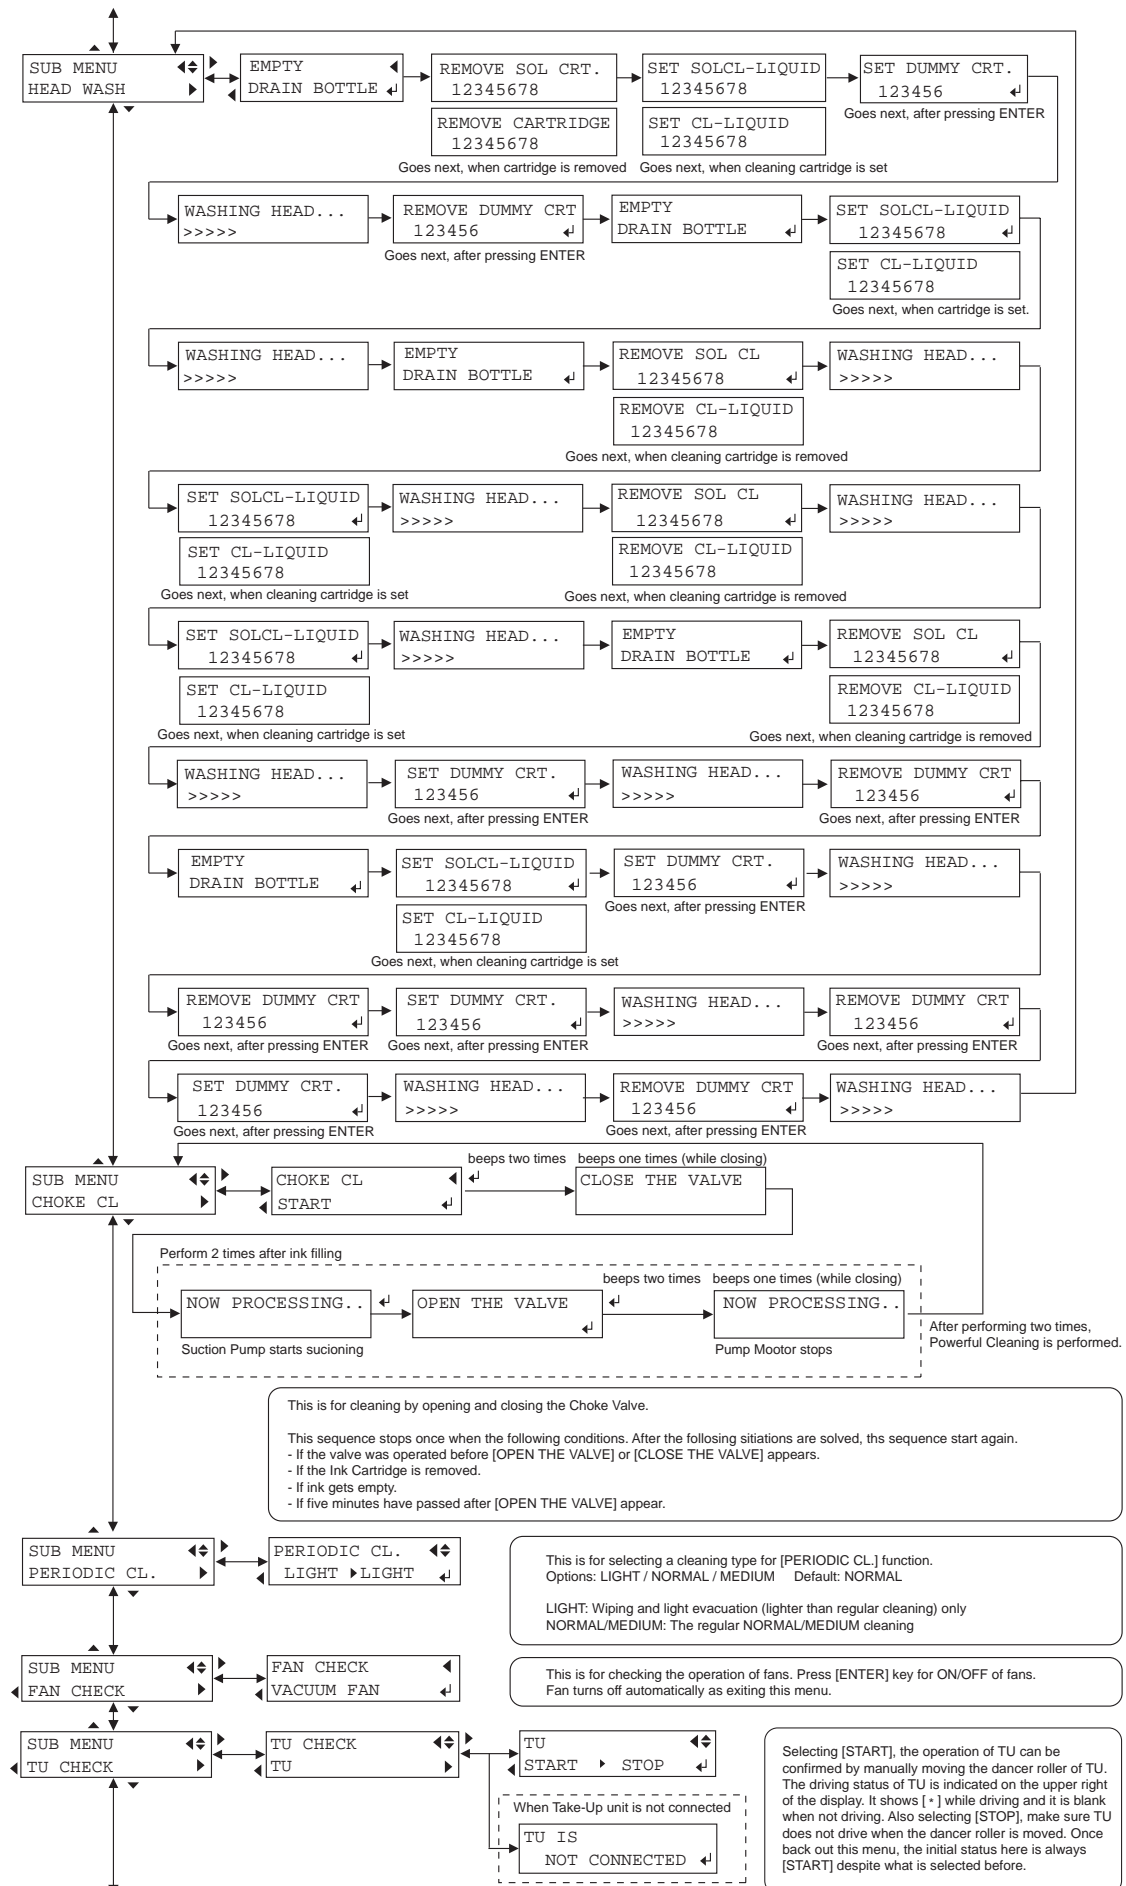 SUB MENU
HEAD WASH
EMPTY
DRAIN BOTTLE
REMOVE SOL CRT.
12345678
SET SOLCL-LIQUID
12345678
SET DUMMY CRT.
123456
Goes next, after pressing ENTER
REMOVE CARTRIDGE
12345678
SET CL-LIQUID
12345678
Goes next, when cartridge is removed
Goes next, when cleaning cartridge is set
WASHING HEAD...
>>>>>
REMOVE DUMMY CRT
123456
Goes next, after pressing ENTER
EMPTY
DRAIN BOTTLE
SET SOLCL-LIQUID
12345678
SET CL-LIQUID
12345678
Goes next, when cartridge is set.
WASHING HEAD...
>>>>>
EMPTY
DRAIN BOTTLE
REMOVE SOL CL
12345678
WASHING HEAD...
>>>>>
REMOVE CL-LIQUID
12345678
Goes next, when cleaning cartridge is removed
SET SOLCL-LIQUID
12345678
WASHING HEAD...
>>>>>
REMOVE SOL CL
12345678
WASHING HEAD...
>>>>>
SET CL-LIQUID
12345678
REMOVE CL-LIQUID
12345678
Goes next, when cleaning cartridge is set
Goes next, when cleaning cartridge is removed
SET SOLCL-LIQUID
12345678
WASHING HEAD...
>>>>>
EMPTY
DRAIN BOTTLE
REMOVE SOL CL
12345678
SET CL-LIQUID
12345678
REMOVE CL-LIQUID
12345678
Goes next, when cleaning cartridge is set
Goes next, when cleaning cartridge is removed
WASHING HEAD...
>>>>>
SET DUMMY CRT.
123456
Goes next, after pressing ENTER
WASHING HEAD...
>>>>>
REMOVE DUMMY CRT
123456
Goes next, after pressing ENTER
EMPTY
DRAIN BOTTLE
SET SOLCL-LIQUID
12345678
SET DUMMY CRT.
123456
Goes next, after pressing ENTER
WASHING HEAD...
>>>>>
SET CL-LIQUID
12345678
Goes next, when cleaning cartridge is set
REMOVE DUMMY CRT
123456
Goes next, after pressing ENTER
SET DUMMY CRT.
123456
Goes next, after pressing ENTER
WASHING HEAD...
>>>>>
REMOVE DUMMY CRT
123456
Goes next, after pressing ENTER
SET DUMMY CRT.
123456
Goes next, after pressing ENTER
WASHING HEAD...
>>>>>
REMOVE DUMMY CRT
123456
Goes next, after pressing ENTER
WASHING HEAD...
>>>>>
SUB MENU
CHOKE CL
CHOKE CL
START
beeps two times
beeps one times (while closing)
CLOSE THE VALVE
Perform 2 times after ink filling
NOW PROCESSING..
Suction Pump starts sucioning
OPEN THE VALVE
beeps two times
beeps one times (while closing)
NOW PROCESSING..
Pump Mootor stops
After performing two times,
Powerful Cleaning is performed.
This is for cleaning by opening and closing the Choke Valve.
This sequence stops once when the following conditions. After the follosing sitiations are solved, ths sequence start again.
- If the valve was operated before [OPEN THE VALVE] or [CLOSE THE VALVE] appears.
- If the Ink Cartridge is removed.
- If ink gets empty.
- If five minutes have passed after [OPEN THE VALVE] appear.
SUB MENU
PERIODIC CL.
PERIODIC CL.
LIGHT ▶LIGHT
This is for selecting a cleaning type for [PERIODIC CL.] function.
Options: LIGHT / NORMAL / MEDIUM Default: NORMAL
LIGHT: Wiping and light evacuation (lighter than regular cleaning) only
NORMAL/MEDIUM: The regular NORMAL/MEDIUM cleaning
SUB MENU
FAN CHECK
FAN CHECK
VACUUM FAN
This is for checking the operation of fans. Press [ENTER] key for ON/OFF of fans.
Fan turns off automatically as exiting this menu.
SUB MENU
TU CHECK
TU CHECK
TU
TU
START ▶ STOP
When Take-Up unit is not connected
TU IS
NOT CONNECTED
Selecting [START], the operation of TU can be
confirmed by manually moving the dancer roller of TU.
The driving status of TU is indicated on the upper right
of the display. It shows [ * ] while driving and it is blank
when not driving. Also selecting [STOP], make sure TU
does not drive when the dancer roller is moved. Once
back out this menu, the initial status here is always
[START] despite what is selected before.